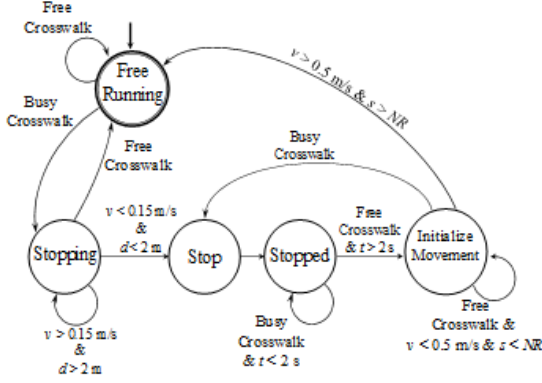 Free
Crosswalk
Free
Running
v > 0.5 m/s & s > NR
Busy
Crosswalk
Free
Crosswalk
Busy
Crosswalk
v < 0.15 m/s
&
d < 2 m
Free
Crosswalk
& t > 2 s
Stopping
Stop
Stopped
Initialize
Movement
v > 0.15 m/s
&
d > 2 m
Busy
Crosswalk
& t < 2 s
Free
Crosswalk &
v < 0.5 m/s & s < NR